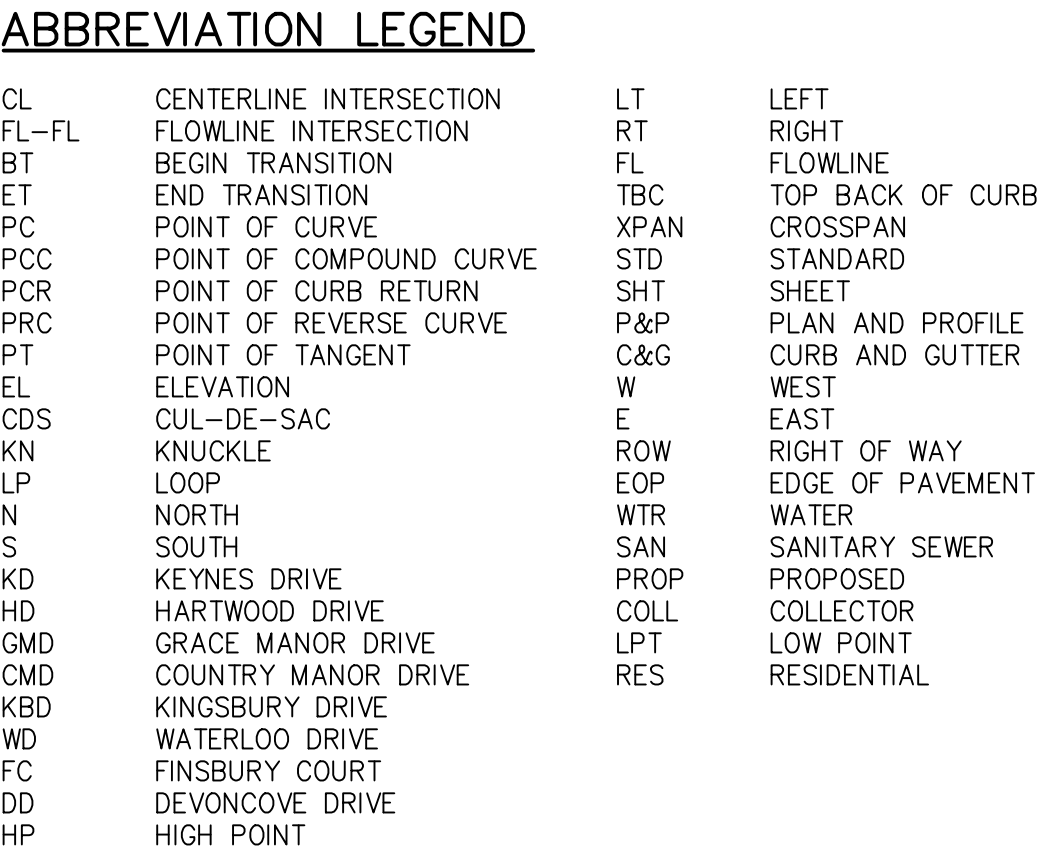 ABBREVIATION LEGEND
CL CENTERLINE INTERSECTION
FL-FL FLOWLINE INTERSECTION
BT BEGIN TRANSITION
ET END TRANSITION
PC POINT OF CURVE
PCC POINT OF COMPOUND CURVE
PCR POINT OF CURB RETURN
PRC POINT OF REVERSE CURVE
PT POINT OF TANGENT
EL ELEVATION
CDS CUL-DE-SAC
KN KNUCKLE
LP LOOP
N NORTH
S SOUTH
KD KEYNES DRIVE
HD HARTWOOD DRIVE
GMD GRACE MANOR DRIVE
CMD COUNTRY MANOR DRIVE
KBD KINGSBURY DRIVE
WD WATERLOO DRIVE
FC FINSBURY COURT
DD DEVONCOVE DRIVE
HP HIGH POINT
LT LEFT
RT RIGHT
FL FLOWLINE
TBC TOP BACK OF CURB
XPAN CROSSPAN
STD STANDARD
SHT SHEET
P&P PLAN AND PROFILE
C&G CURB AND GUTTER
W WEST
E EAST
ROW RIGHT OF WAY
EOP EDGE OF PAVEMENT
WTR WATER
SAN SANITARY SEWER
PROP PROPOSED
COLL COLLECTOR
LPT LOW POINT
RES RESIDENTIAL